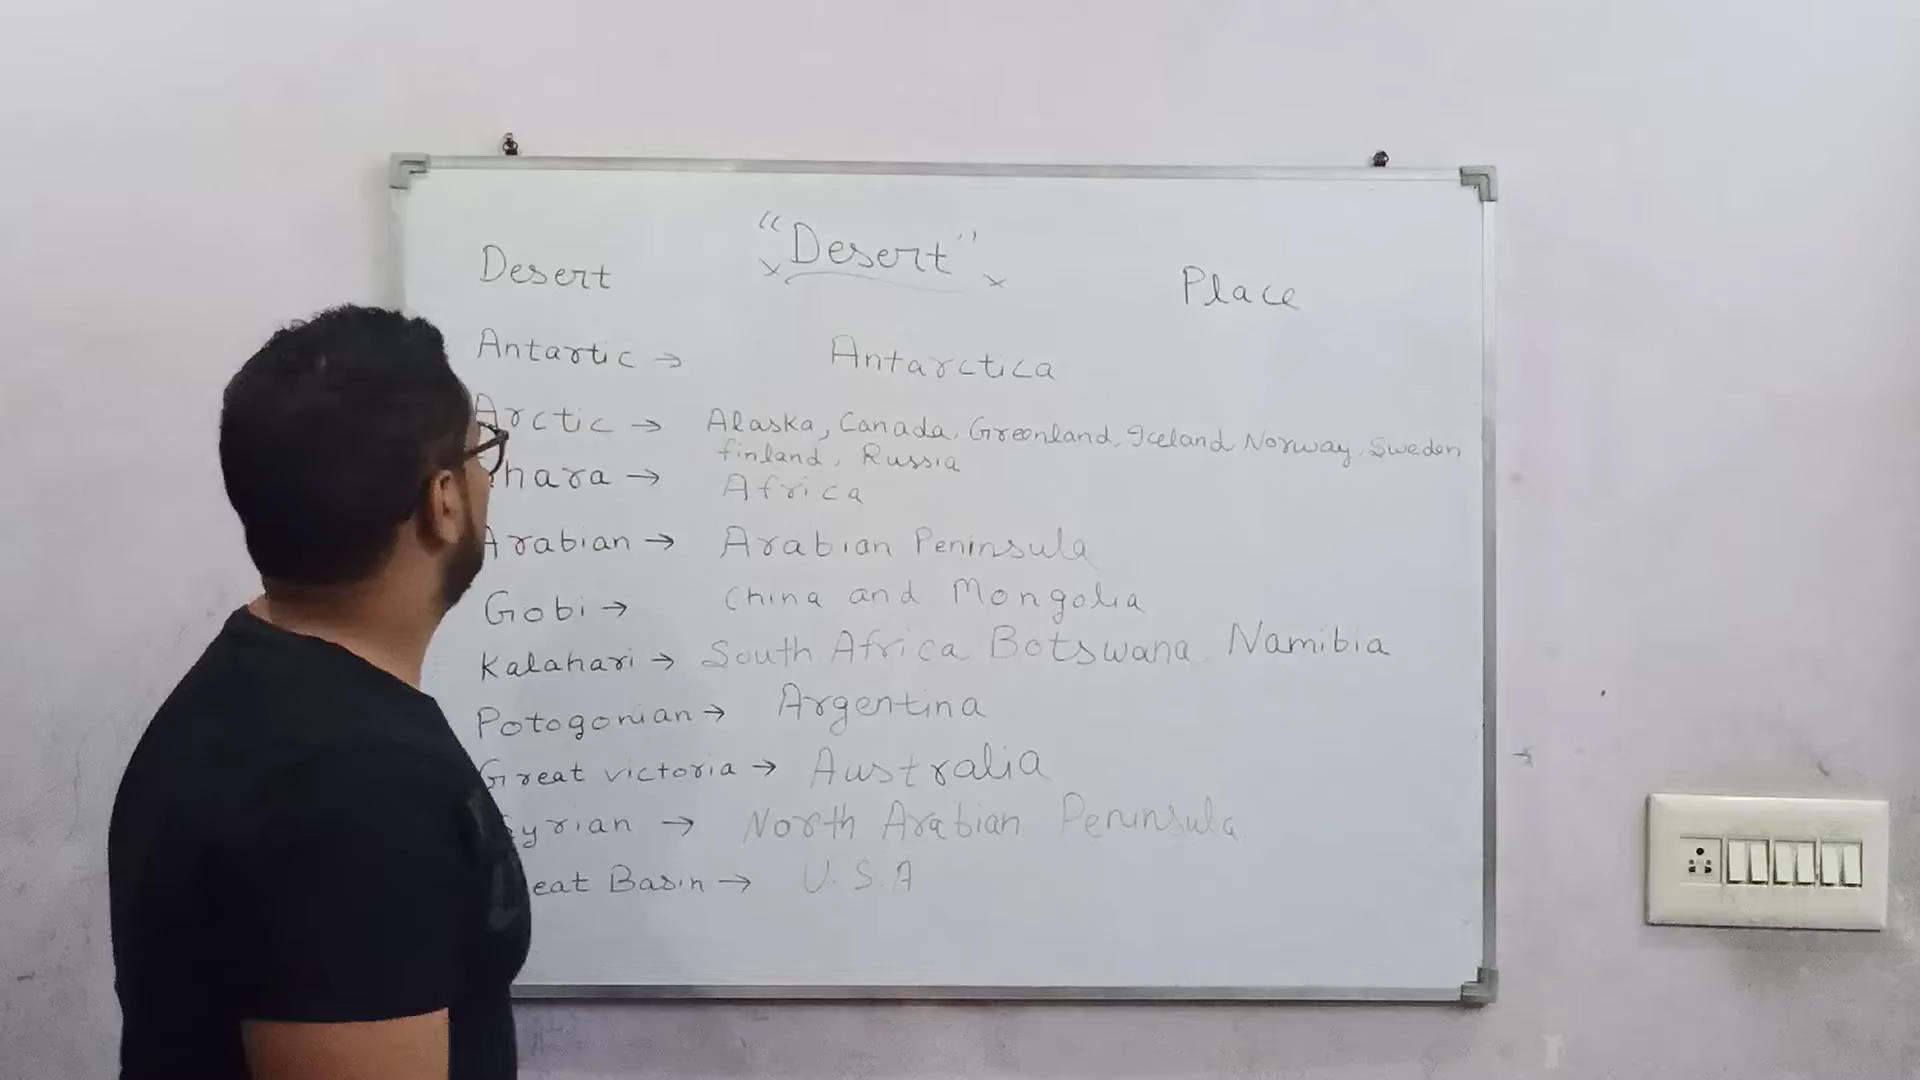 "Desert"
Desert Place
Antartic → Antarctica
Arctic → Alaska, Canada, Greenland, Iceland Norway, Sweden
finland, Russia
hara → Africa
Arabian → Arabian Peninsula
Gobi → China and Mongolia
Kalahari → South Africa Botswana Namibia
Potogonian → Argentina
Great victoria → Australia
yrian → North Arabian Peninsula
eat Basin → U.S.A